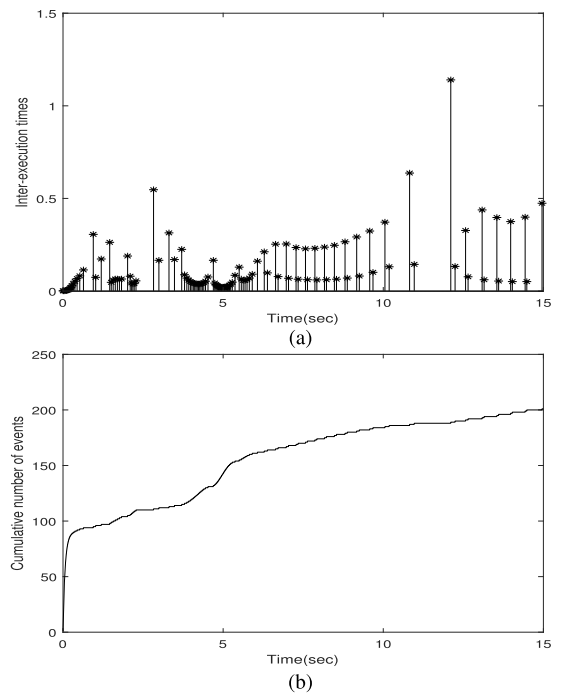 1.5
1
0.5
0
Inter-execution times
0 5 10 15
Time(sec)
(a)
250
200
150
100
50
0
Cumulative number of events
0 5 10 15
Time(sec)
(b)